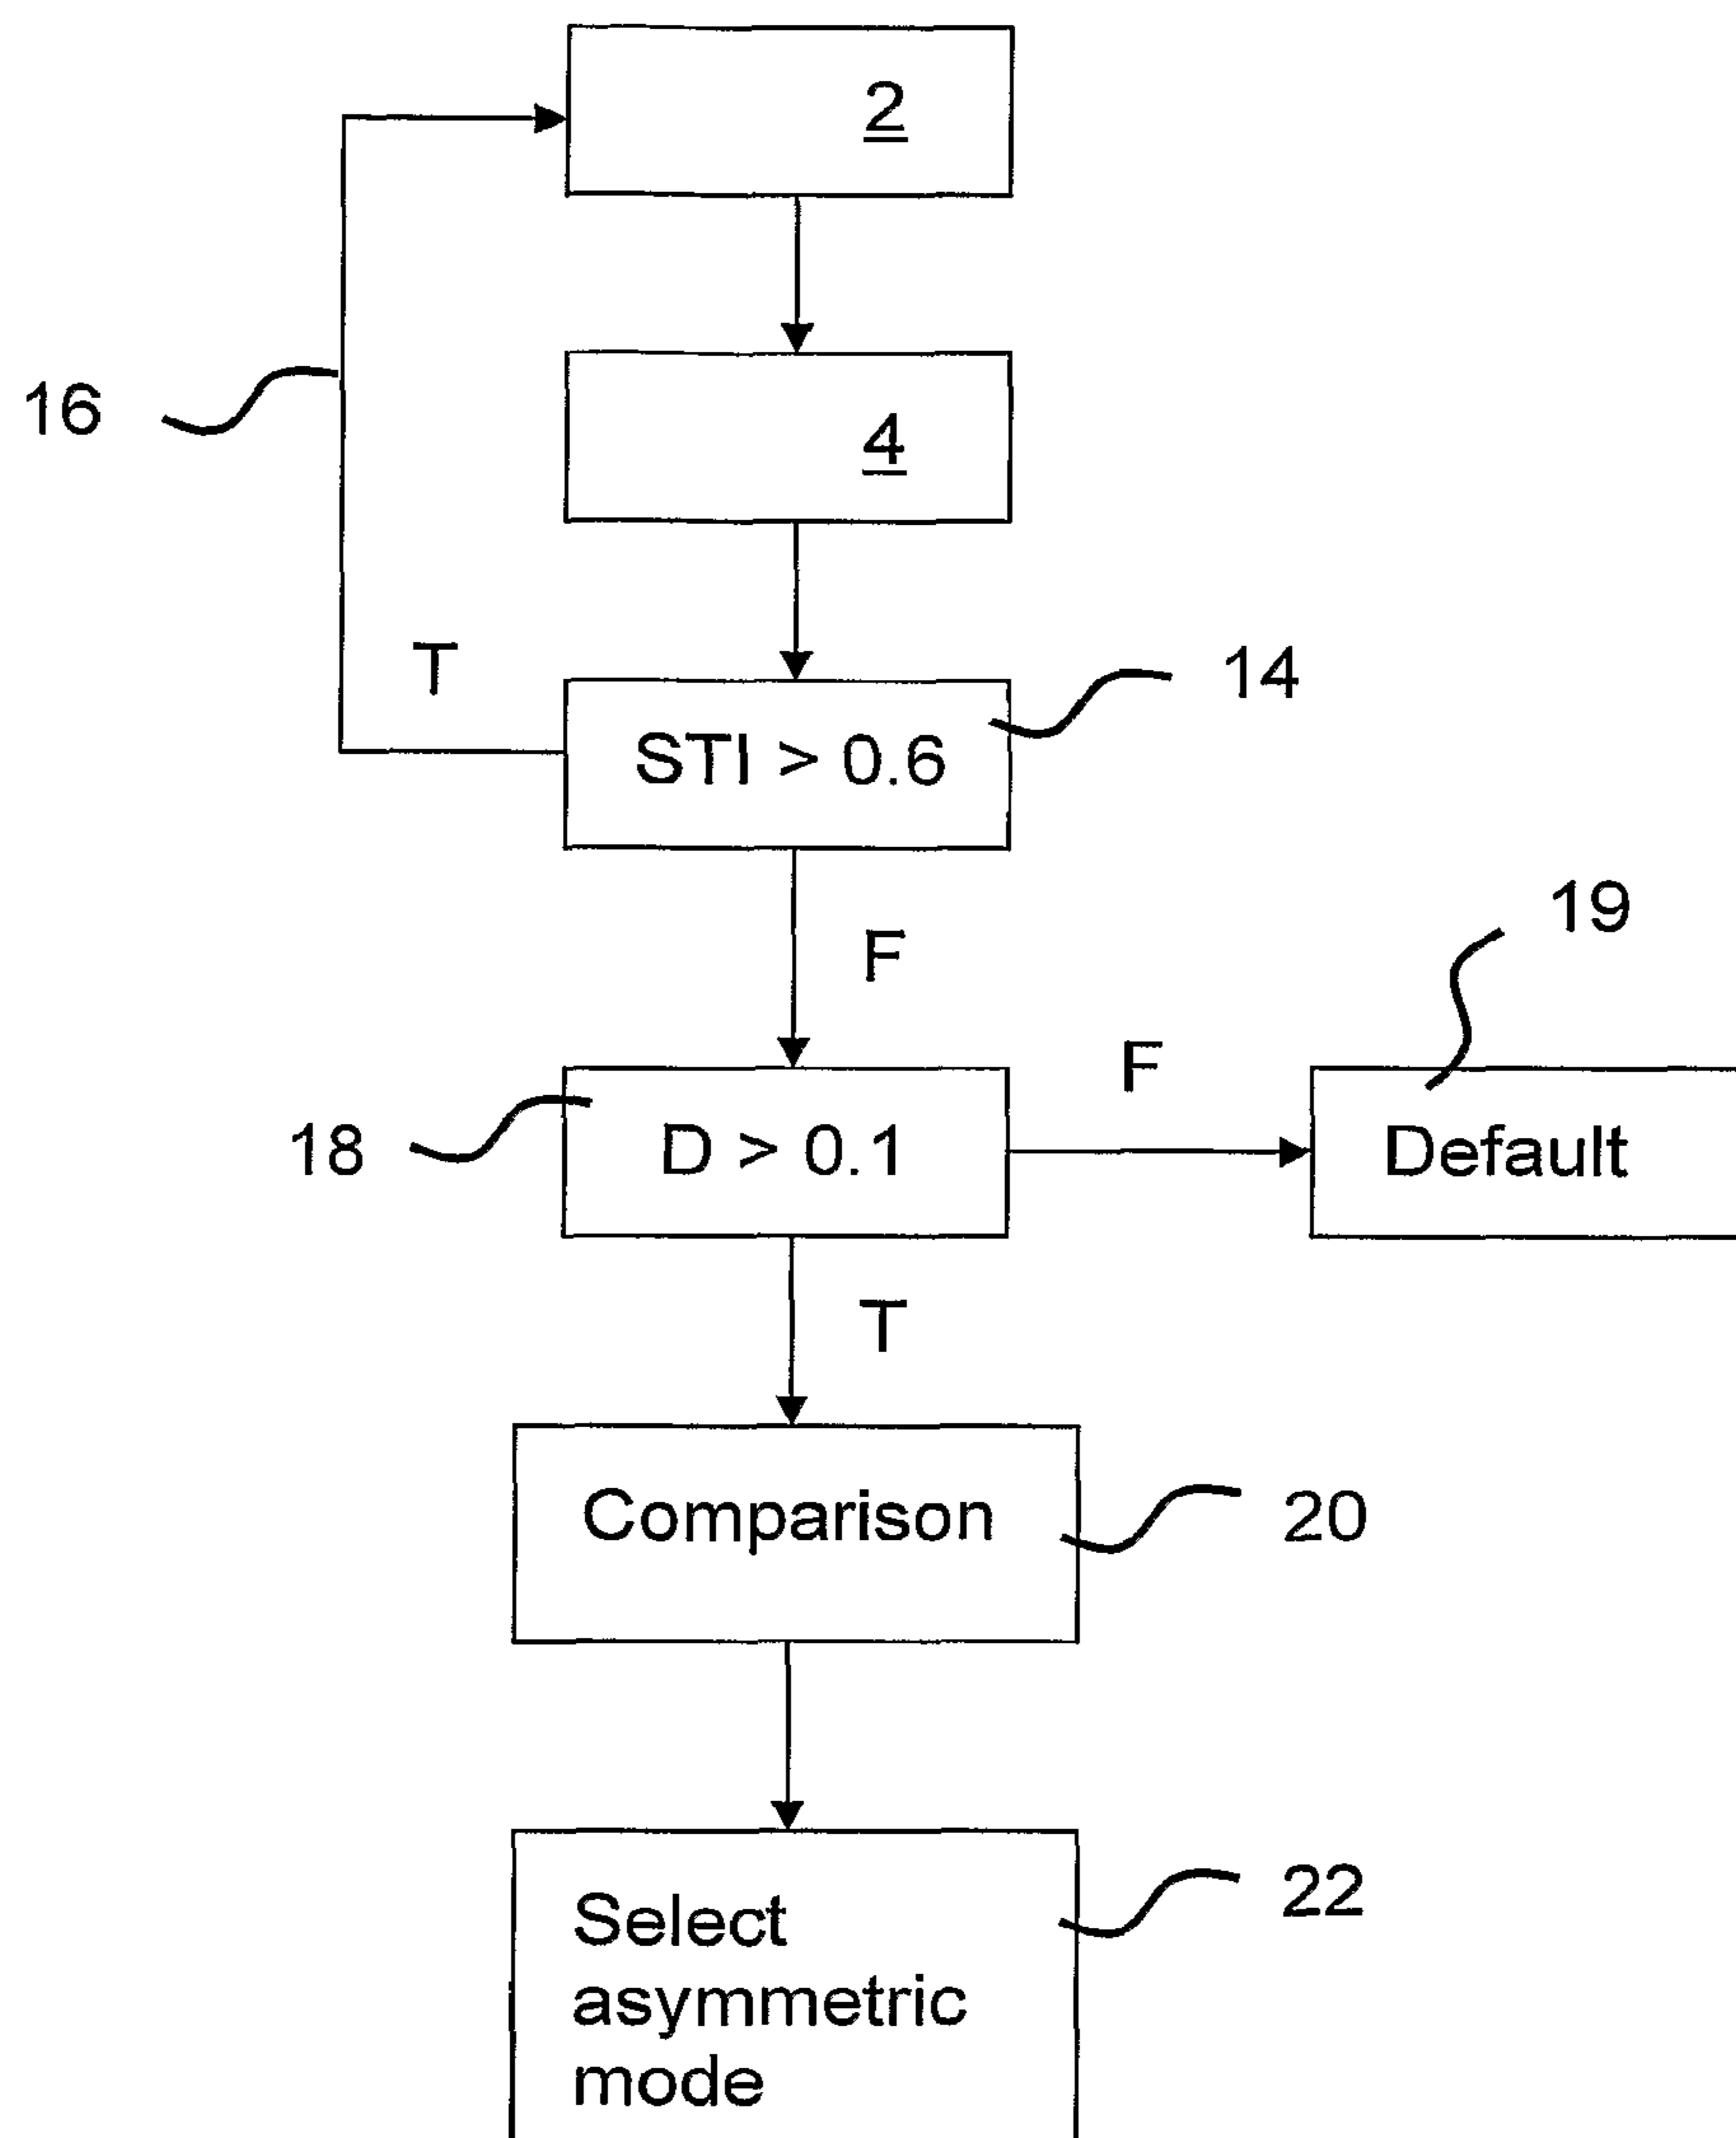 2
16
4
T
14
STI > 0.6
F
19
F
18
D > 0.1
Default
T
Comparison
20
22
Select
asymmetric
mode